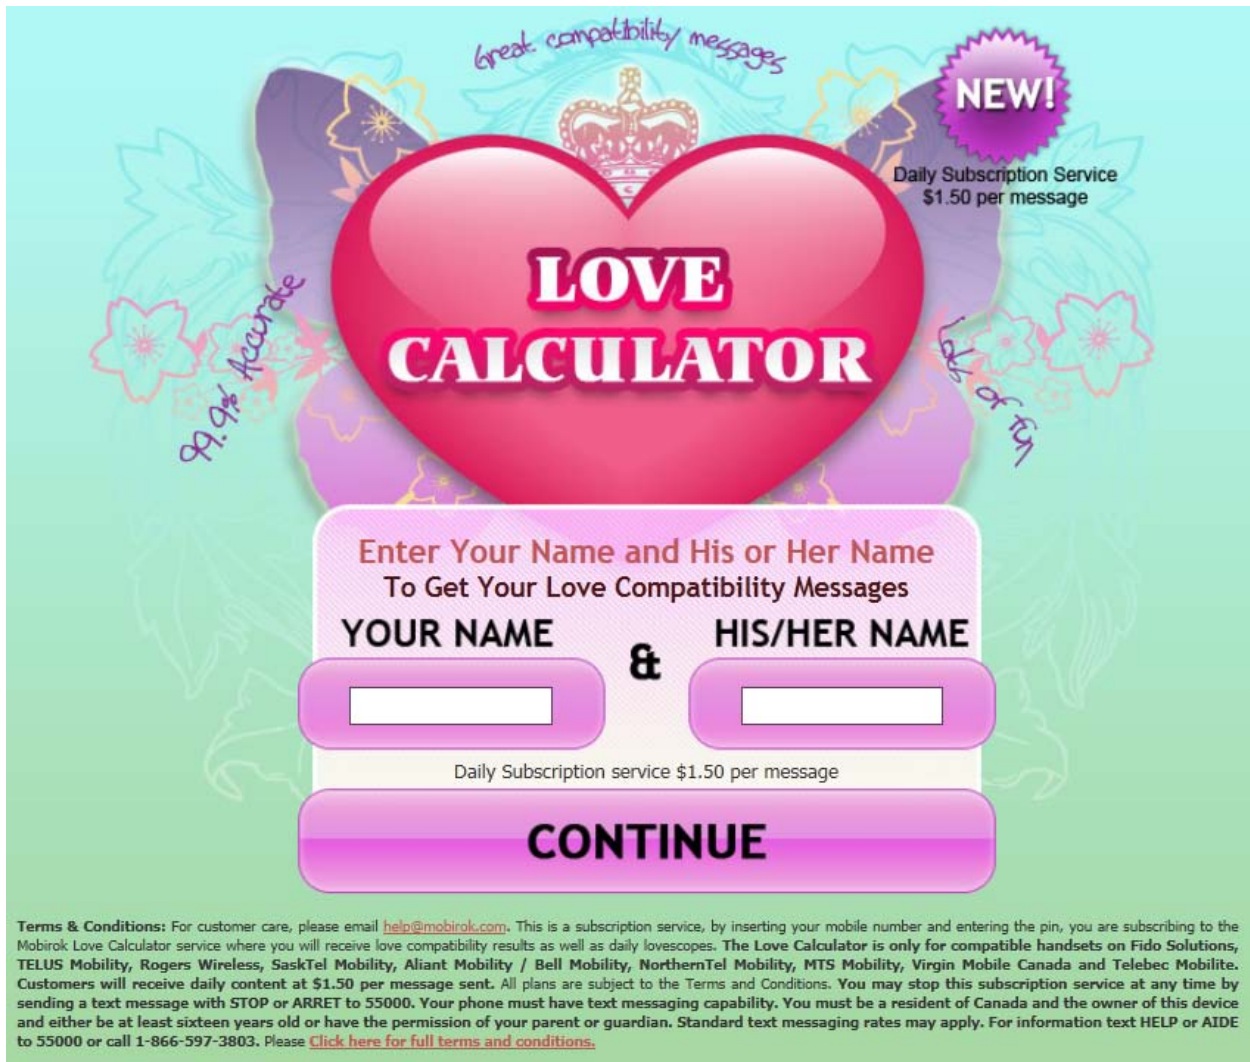 Great compatibility messages
NEW!
Daily Subscription Service
$1.50 per message
99.9% Accurate
LOVE
CALCULATOR
Lots of fun
Enter Your Name and His or Her Name
To Get Your Love Compatibility Messages
YOUR NAME
&
HIS/HER NAME
Daily Subscription service $1.50 per message
CONTINUE
Terms & Conditions: For customer care, please email help@mobirok.com. This is a subscription service, by inserting your mobile number and entering the pin, you are subscribing to the
Mobirok Love Calculator service where you will receive love compatibility results as well as daily lovescopes. The Love Calculator is only for compatible handsets on Fido Solutions,
TELUS Mobility, Rogers Wireless, SaskTel Mobility, Aliant Mobility / Bell Mobility, NorthernTel Mobility, MTS Mobility, Virgin Mobile Canada and Telebec Mobilite.
Customers will receive daily content at $1.50 per message sent. All plans are subject to the Terms and Conditions. You may stop this subscription service at any time by
sending a text message with STOP or ARRET to 55000. Your phone must have text messaging capability. You must be a resident of Canada and the owner of this device
and either be at least sixteen years old or have the permission of your parent or guardian. Standard text messaging rates may apply. For information text HELP or AIDE
to 55000 or call 1-866-597-3803. Please Click here for full terms and conditions.